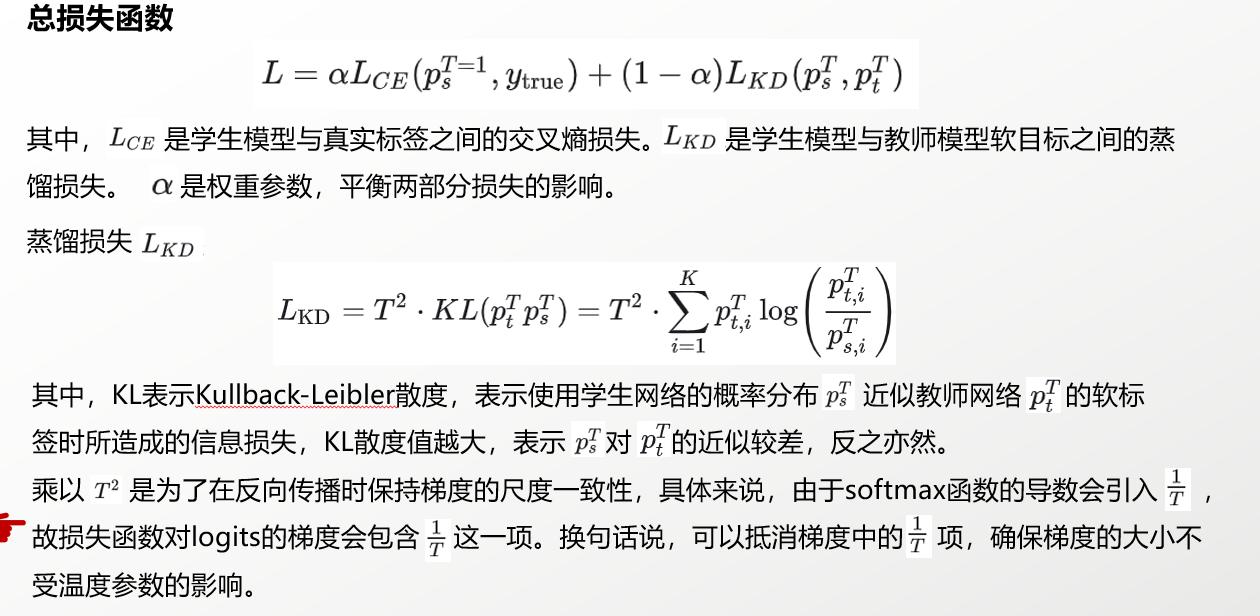 总损失函数
L = αL_{CE}(p_s^{T=1}, y_{true}) + (1 − α)L_{KD}(p_s^T, p_t^T)
其中， L_{CE} 是学生模型与真实标签之间的交叉熵损失。L_{KD} 是学生模型与教师模型软目标之间的蒸
馏损失。 α 是权重参数，平衡两部分损失的影响。
蒸馏损失 L_{KD}
L_{KD} = T^2 · KL(p_t^T p_s^T) = T^2 · \sum_{i=1}^{K} p_{t,i}^T log(\frac{p_{t,i}^T}{p_{s,i}^T})
其中，KL表示Kullback-Leibler散度，表示使用学生网络的概率分布 p_s^T 近似教师网络 p_t^T 的软标
签时所造成的信息损失，KL散度值越大，表示 p_s^T 对 p_t^T 的近似较差，反之亦然。
乘以 T^2 是为了在反向传播时保持梯度的尺度一致性，具体来说，由于softmax函数的导数会引入 \frac{1}{T} ，
故损失函数对logits的梯度会包含 \frac{1}{T} 这一项。换句话说，可以抵消梯度中的 \frac{1}{T} 项，确保梯度的大小不
受温度参数的影响。